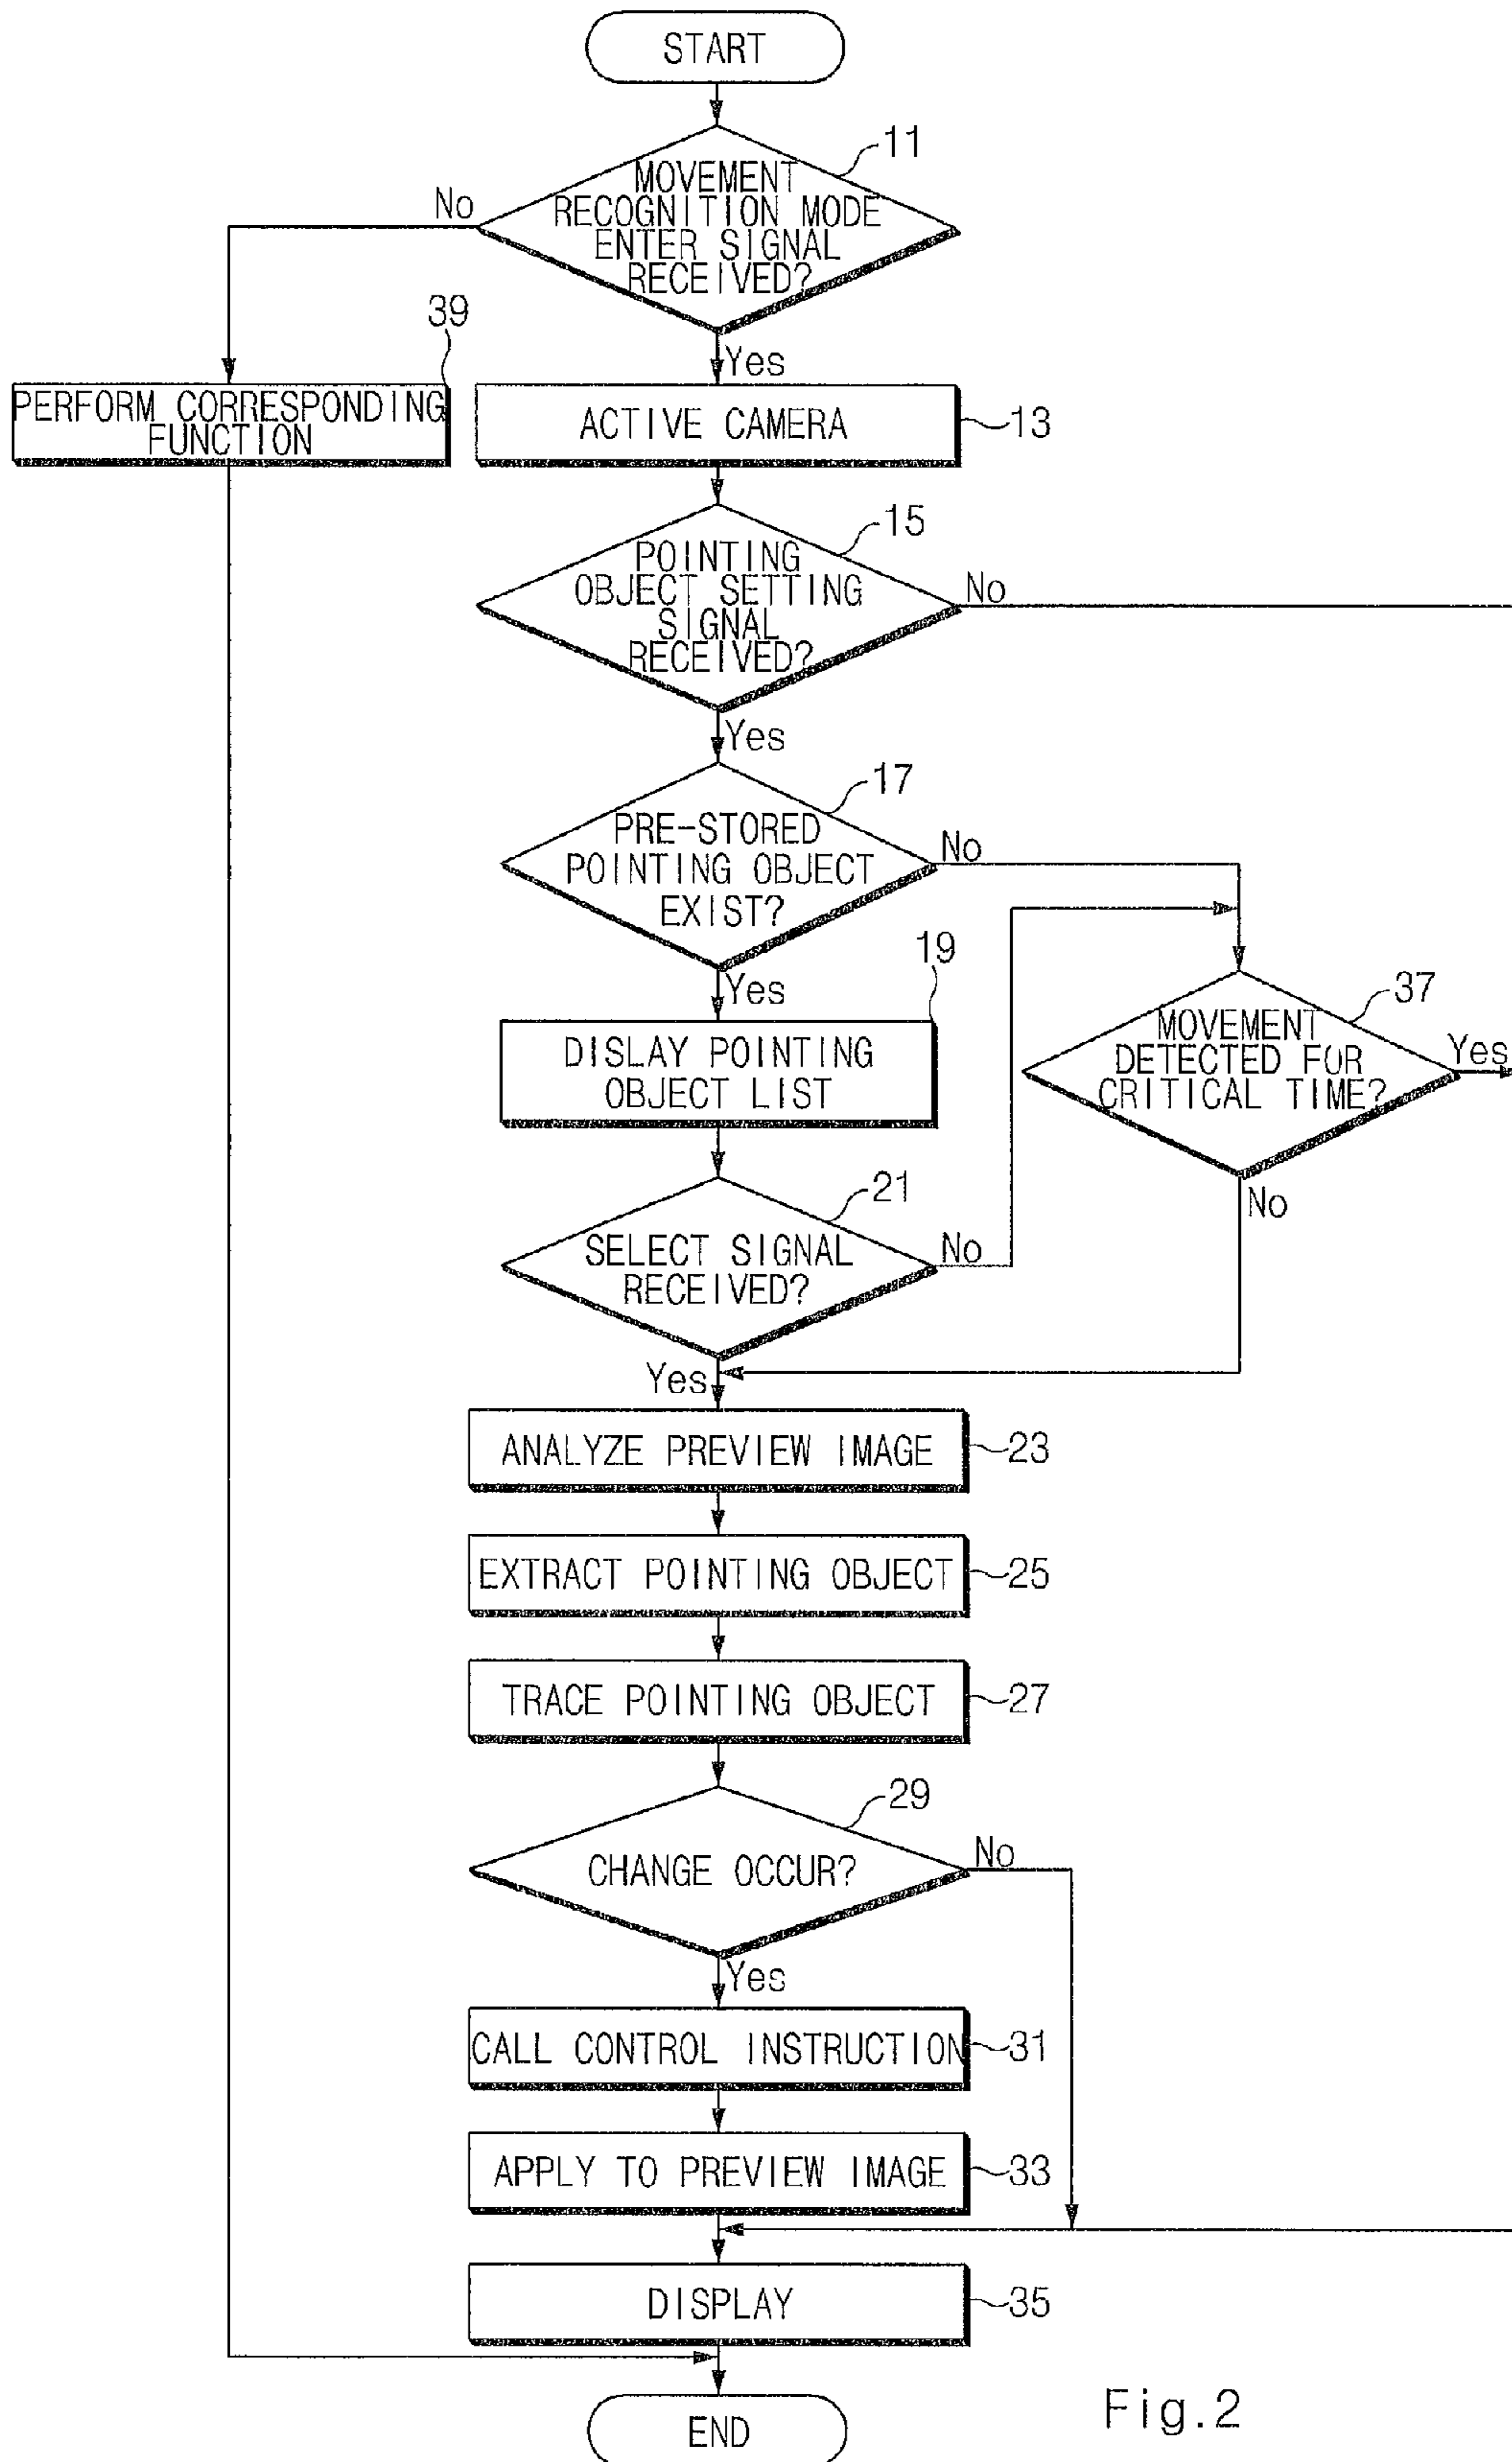 START
11
MOVEMENT
RECOGNITION MODE
ENTER SIGNAL
RECEIVED?
No
Yes
39
PERFORM CORRESPONDING
FUNCTION
ACTIVE CAMERA
13
15
POINTING
OBJECT SETTING
SIGNAL
RECEIVED?
No
Yes
17
PRE-STORED
POINTING OBJECT
EXIST?
No
Yes
19
DISLAY POINTING
OBJECT LIST
37
MOVEMENT
DETECTED FOR
CRITICAL TIME?
Yes
No
21
SELECT SIGNAL
RECEIVED?
No
Yes
ANALYZE PREVIEW IMAGE
23
EXTRACT POINTING OBJECT
25
TRACE POINTING OBJECT
27
29
CHANGE OCCUR?
No
Yes
CALL CONTROL INSTRUCTION
31
APPLY TO PREVIEW IMAGE
33
DISPLAY
35
END
Fig.2